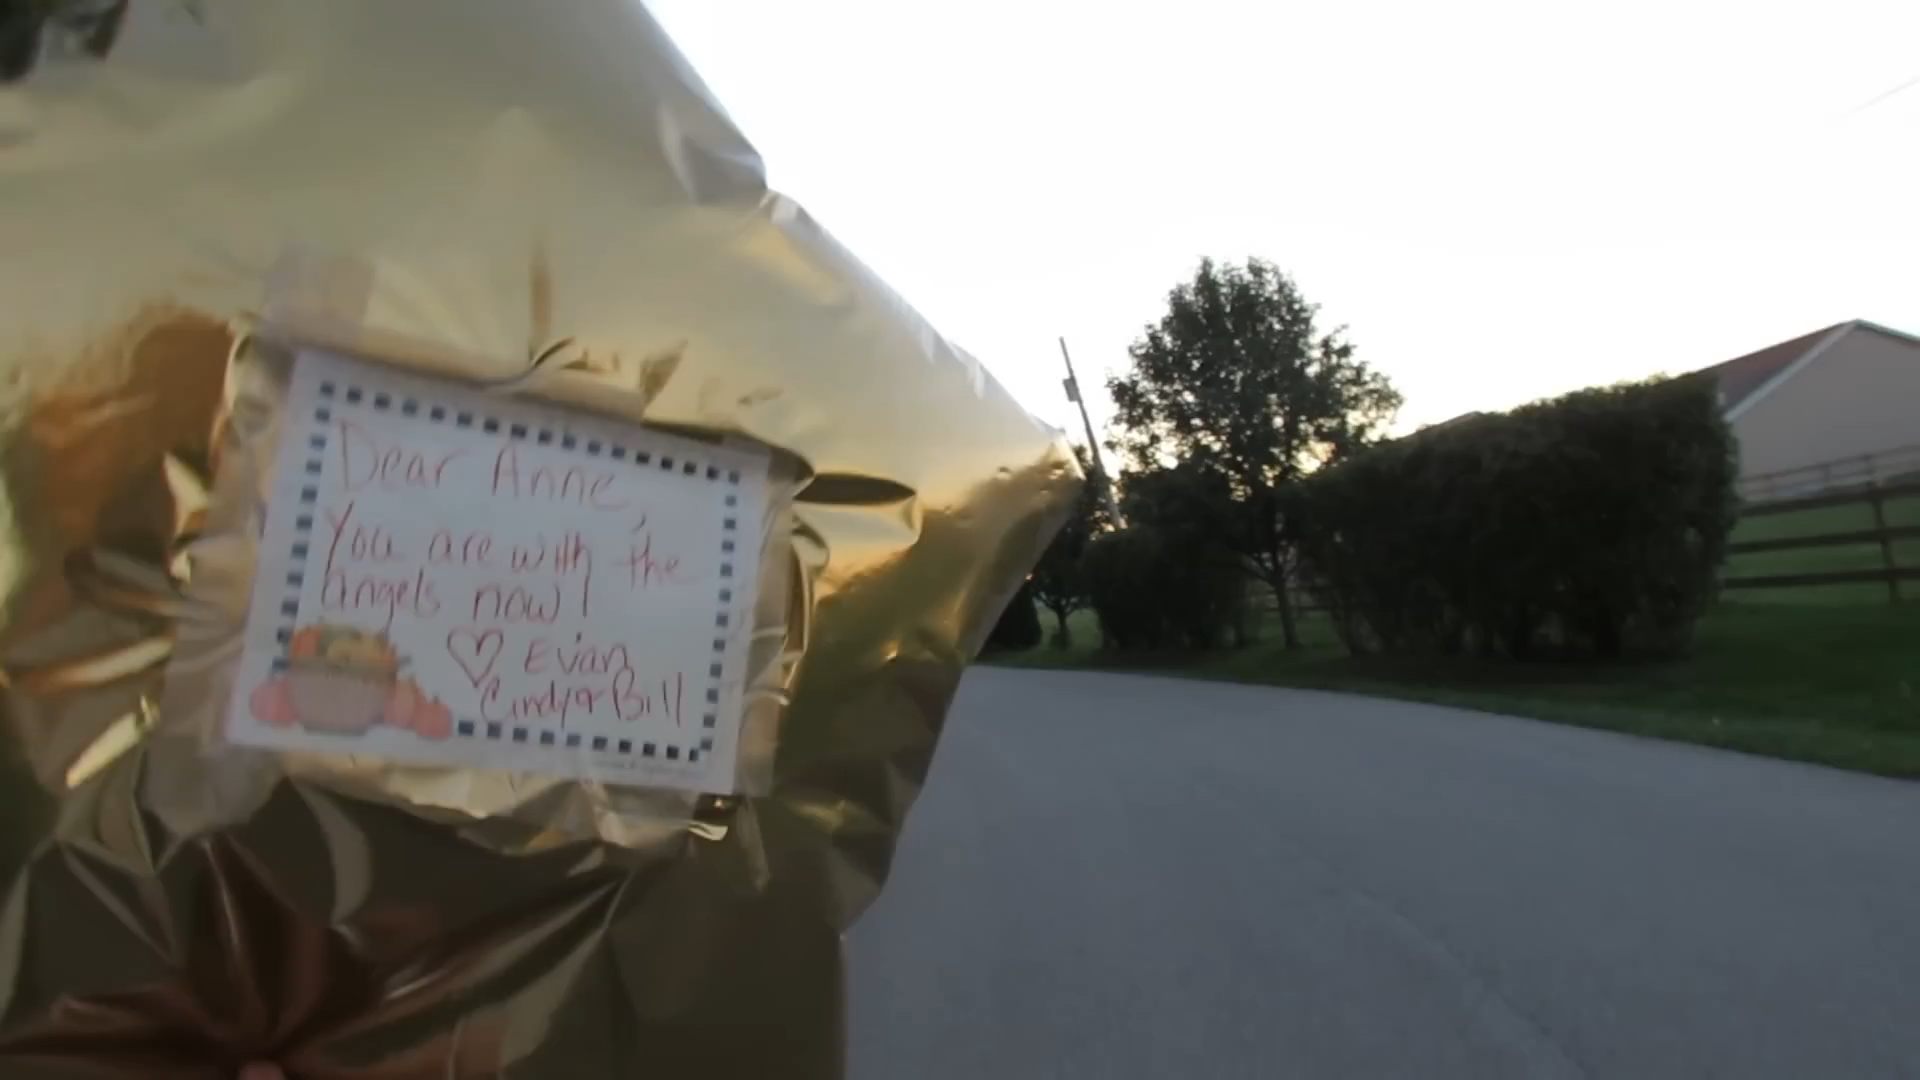 Dear Anne,
You are with the
angels now!
♡ Evan
Cindy & Bill